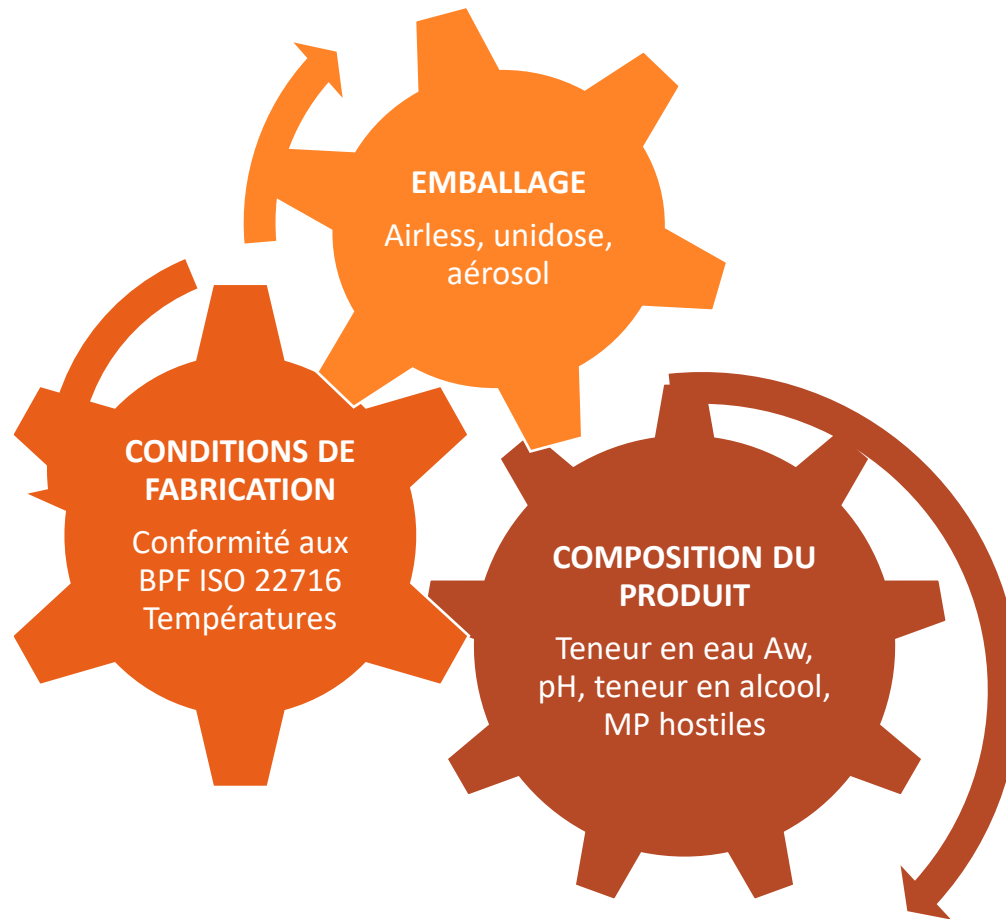 EMBALLAGE
Airless, unidose,
aérosol
CONDITIONS DE
FABRICATION
Conformité aux
BPF ISO 22716
Températures
COMPOSITION DU
PRODUIT
Teneur en eau Aw,
pH, teneur en alcool,
MP hostiles